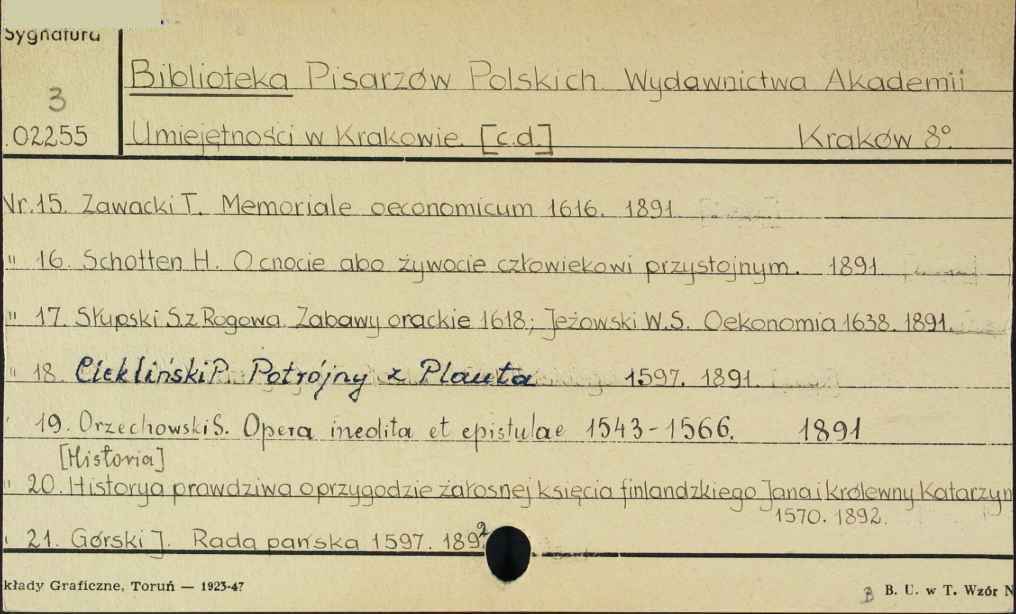 Sygnatura
Biblioteka Pisarzów Polskich. Wydawnictwa Akademii
3
02255 Umiejętności w Krakowie. [c.d.] Kraków 8°.
Nr.15. Zawacki T. Memoriale oeconomicum 1616. 1891
" 16. Schotten H. O cnocie abo żywocie człowiekowi przystojnym. 1891
" 17. Słupski S.z Rogowa. Zabawy orackie 1618; Jeżowski W.S. Oekonomia 1638. 1891.
" 18. Ciekliński P. Potrójny z Plauta 1597. 1891.
19. Orzechowski S. Opera inedita et epistulae 1543-1566. 1891
[Historia]
" 20. Historya prawdziwa o przygodzie żałosnej księcia finlandzkiego Jana i królewny Katarzyn
1570. 1892.
21. Górski J. Rada pańska 1597. 1892
kłady Graficzne, Toruń — 1923-47 B B. U. w T. Wzór N